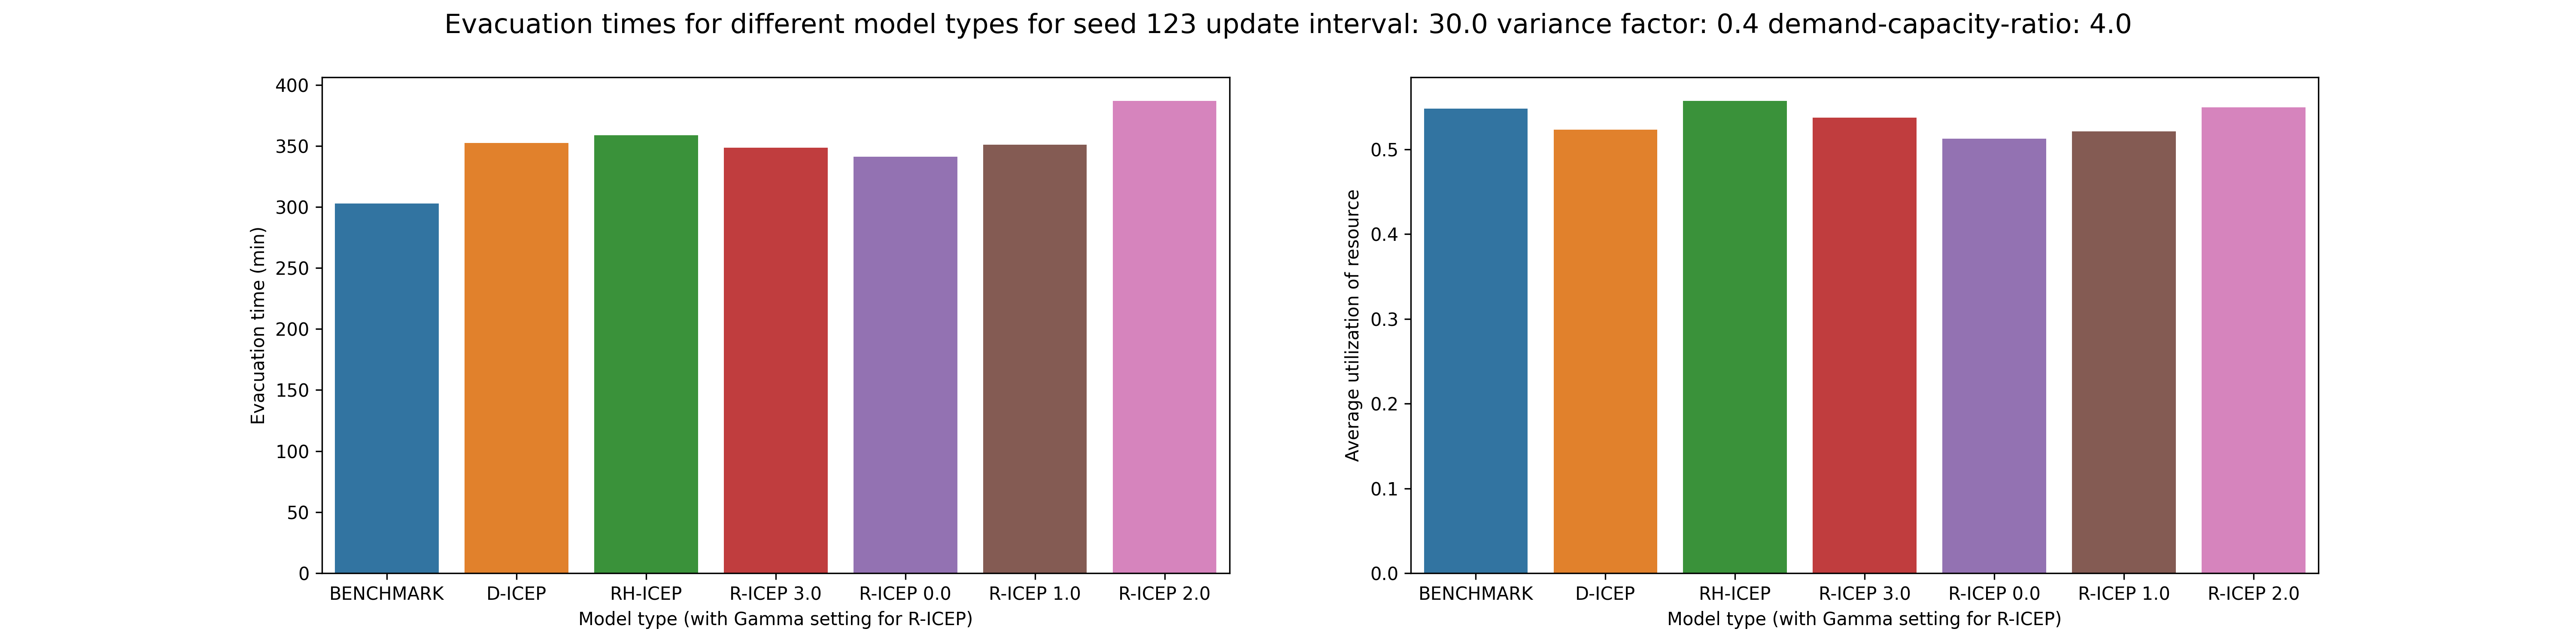 Evacuation times for different model types for seed 123 update interval: 30.0 variance factor: 0.4 demand-capacity-ratio: 4.0
Evacuation time (min)
400
350
300
250
200
150
100
50
0
BENCHMARK D-ICEP RH-ICEP R-ICEP 3.0 R-ICEP 0.0 R-ICEP 1.0 R-ICEP 2.0
Model type (with Gamma setting for R-ICEP)
Average utilization of resource
0.5
0.4
0.3
0.2
0.1
0.0
BENCHMARK D-ICEP RH-ICEP R-ICEP 3.0 R-ICEP 0.0 R-ICEP 1.0 R-ICEP 2.0
Model type (with Gamma setting for R-ICEP)